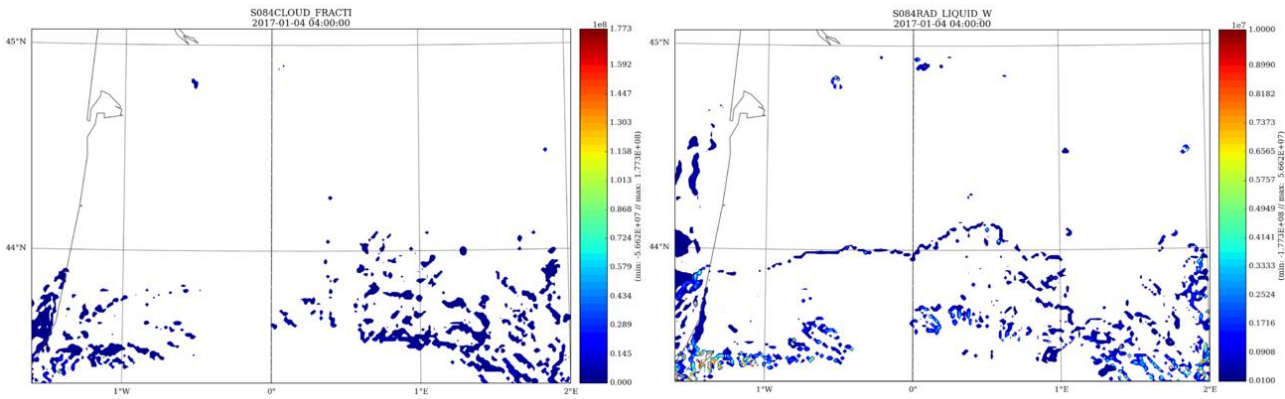 S084CLOUD_FRACTI
2017-01-04 04:00:00
45°N
44°N
1°W
0°
1°E
2°E
1e8
1.773
1.592
1.447
1.303
1.158
1.013
0.868
0.724
0.579
0.434
0.289
0.145
0.000
(min: -5.662E+07 // max: 1.773E+08)
S084RAD_LIQUID_W
2017-01-04 04:00:00
45°N
44°N
1°W
0°
1°E
2°E
1e7
1.0000
0.8990
0.8182
0.7373
0.6565
0.5757
0.4949
0.4141
0.3333
0.2524
0.1716
0.0908
0.0100
(min: -1.773E+08 // max: 5.662E+07)